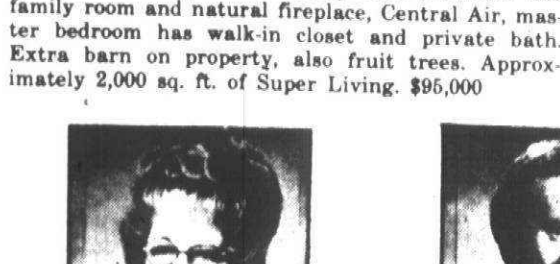 family room and natural fireplace, Central Air, mas-
ter bedroom has walk-in closet and private bath.
Extra barn on property, also fruit trees. Approx-
imately 2,000 sq. ft. of Super Living. $95,000